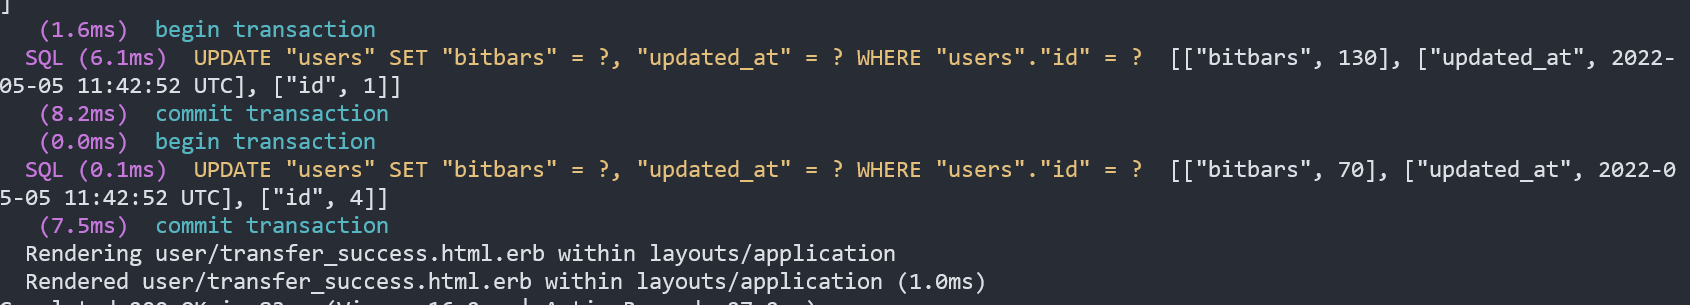 ]
(1.6ms) begin transaction
SQL (6.1ms) UPDATE "users" SET "bitbars" = ?, "updated_at" = ? WHERE "users"."id" = ? [["bitbars", 130], ["updated_at", 2022-
05-05 11:42:52 UTC], ["id", 1]]
(8.2ms) commit transaction
(0.0ms) begin transaction
SQL (0.1ms) UPDATE "users" SET "bitbars" = ?, "updated_at" = ? WHERE "users"."id" = ? [["bitbars", 70], ["updated_at", 2022-0
5-05 11:42:52 UTC], ["id", 4]]
(7.5ms) commit transaction
Rendering user/transfer_success.html.erb within layouts/application
Rendered user/transfer_success.html.erb within layouts/application (1.0ms)